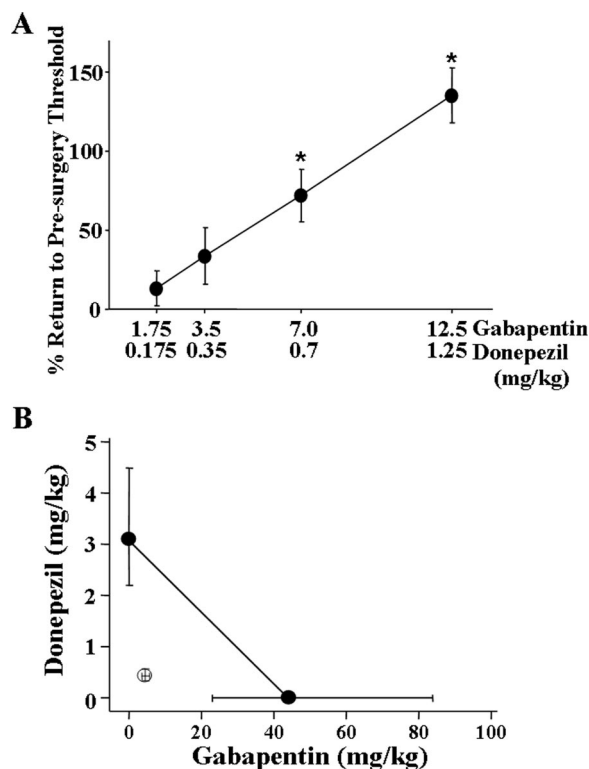 A
% Return to Pre-surgery Threshold
150
100
50
0
*
*
1.75 3.5 7.0 12.5 Gabapentin
0.175 0.35 0.7 1.25 Donepezil
(mg/kg)
B
Donepezil (mg/kg)
5
4
3
2
1
0
0 20 40 60 80 100
Gabapentin (mg/kg)